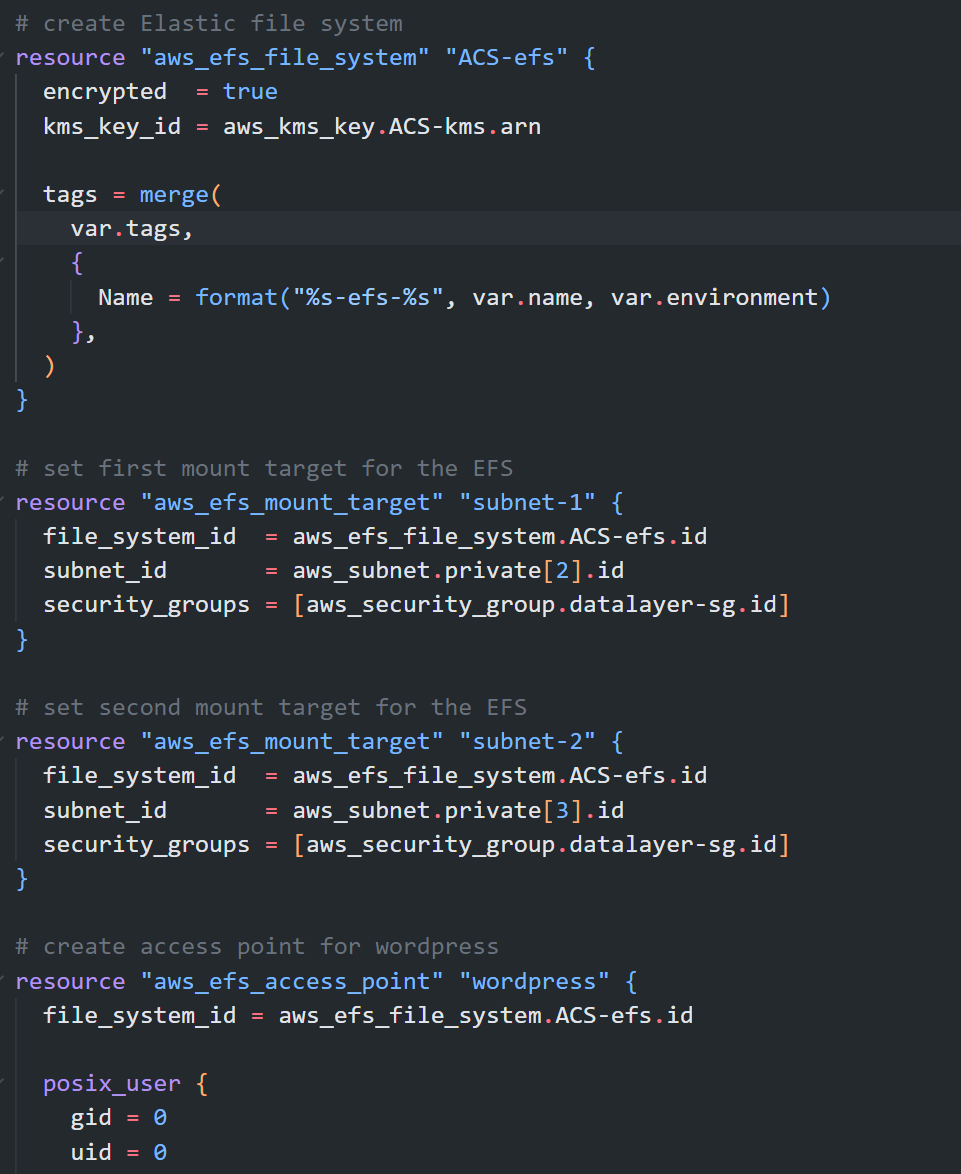 # create Elastic file system
resource "aws_efs_file_system" "ACS-efs" {
encrypted  = true
kms_key_id = aws_kms_key.ACS-kms.arn
tags = merge(
var.tags,
{
Name = format("%s-efs-%s", var.name, var.environment)
},
)
}
# set first mount target for the EFS
resource "aws_efs_mount_target" "subnet-1" {
file_system_id  = aws_efs_file_system.ACS-efs.id
subnet_id       = aws_subnet.private[2].id
security_groups = [aws_security_group.datalayer-sg.id]
}
# set second mount target for the EFS
resource "aws_efs_mount_target" "subnet-2" {
file_system_id  = aws_efs_file_system.ACS-efs.id
subnet_id       = aws_subnet.private[3].id
security_groups = [aws_security_group.datalayer-sg.id]
}
# create access point for wordpress
resource "aws_efs_access_point" "wordpress" {
file_system_id = aws_efs_file_system.ACS-efs.id
posix_user {
gid = 0
uid = 0